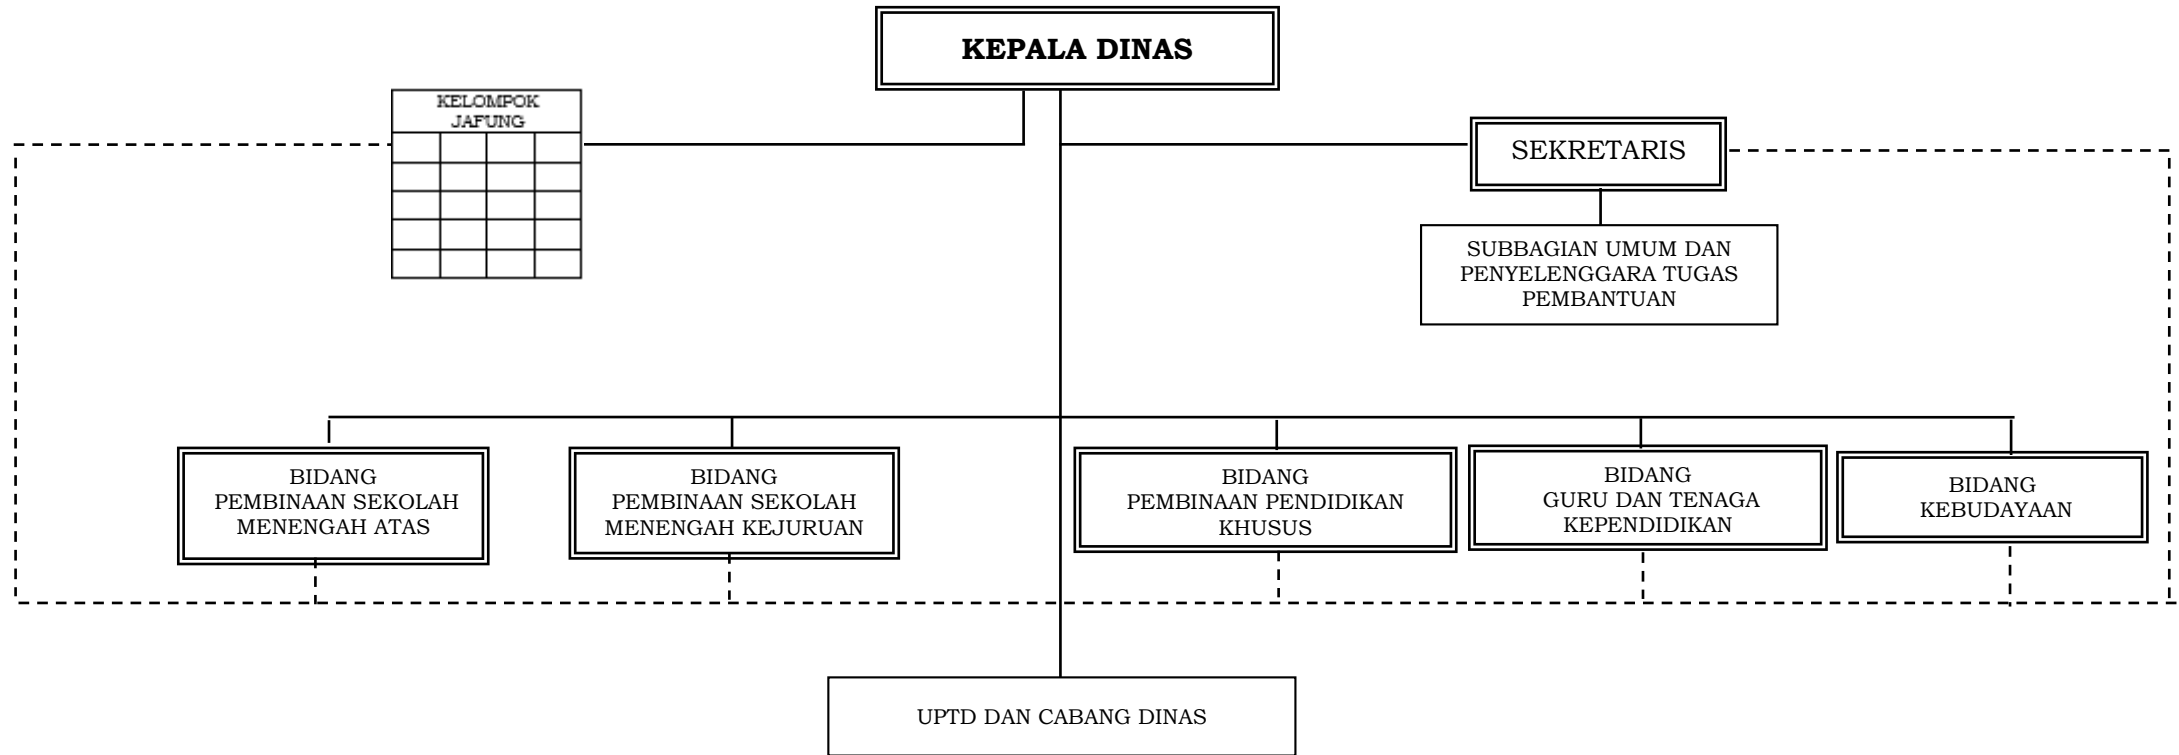 KEPALA DINAS
KELOMPOK
JAFUNG
SEKRETARIS
SUBBAGIAN UMUM DAN
PENYELENGGARA TUGAS
PEMBANTUAN
BIDANG
PEMBINAAN SEKOLAH
MENENGAH ATAS
BIDANG
PEMBINAAN SEKOLAH
MENENGAH KEJURUAN
BIDANG
PEMBINAAN PENDIDIKAN
KHUSUS
BIDANG
GURU DAN TENAGA
KEPENDIDIKAN
BIDANG
KEBUDAYAAN
UPTD DAN CABANG DINAS